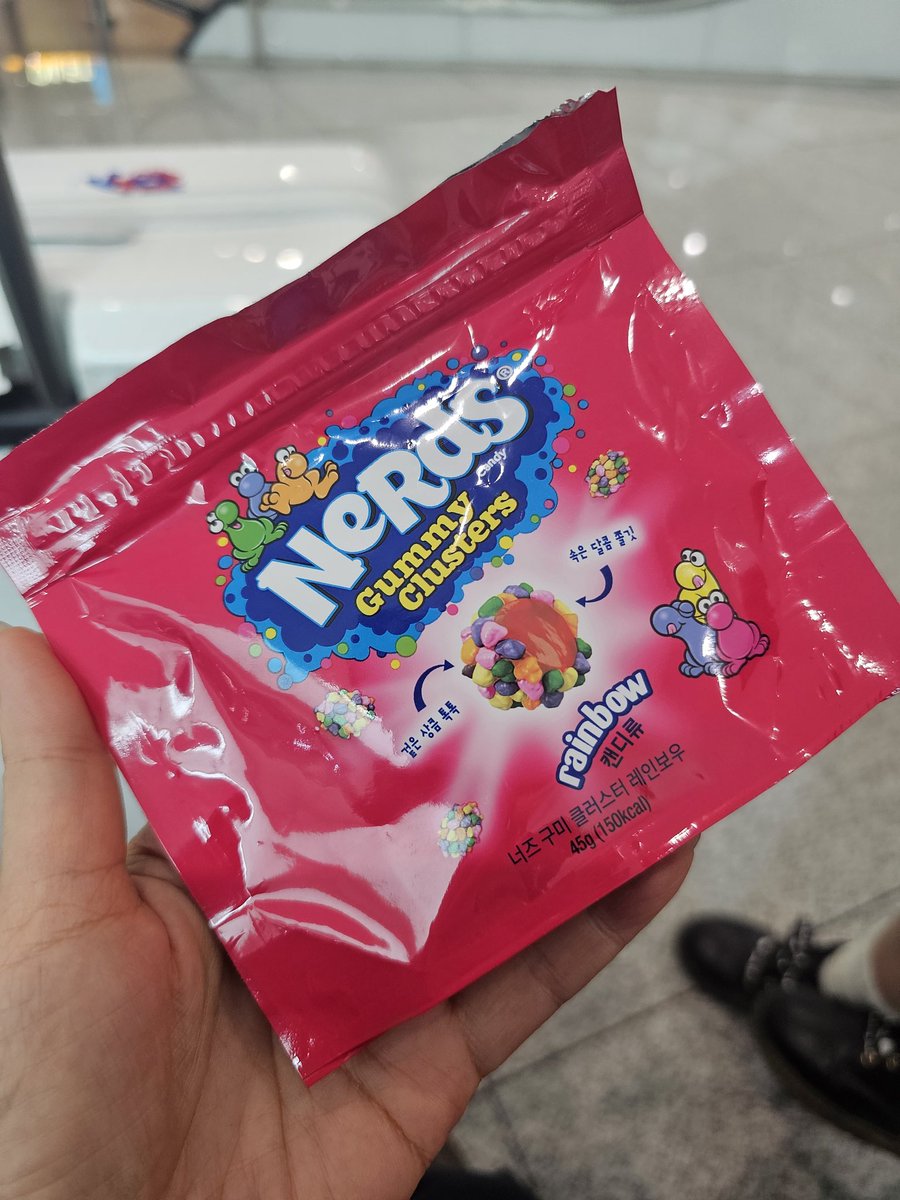 NeRds®
candy
Gummy
Clusters
속은 달콤 쫄깃
겉은 상콤 톡톡
rainbow
캔디류
너즈 구미 클러스터 레인보우
45g (150kcal)